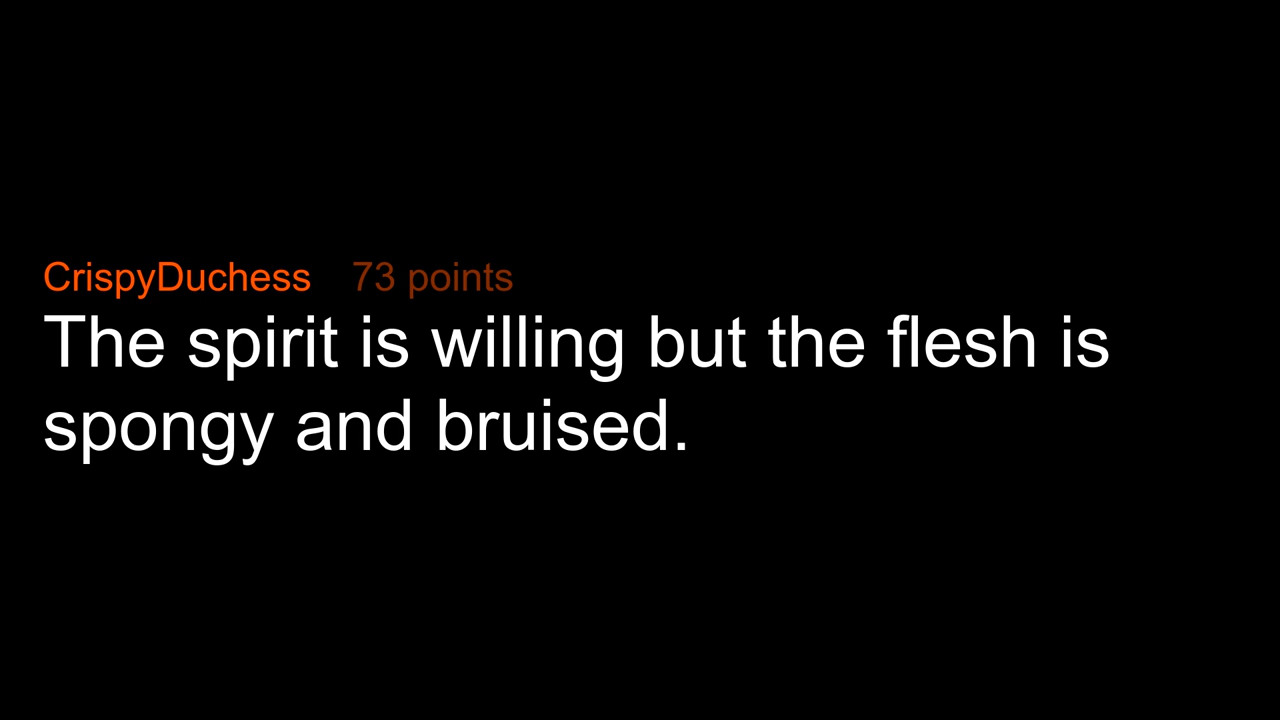 CrispyDuchess 73 points
The spirit is willing but the flesh is
spongy and bruised.